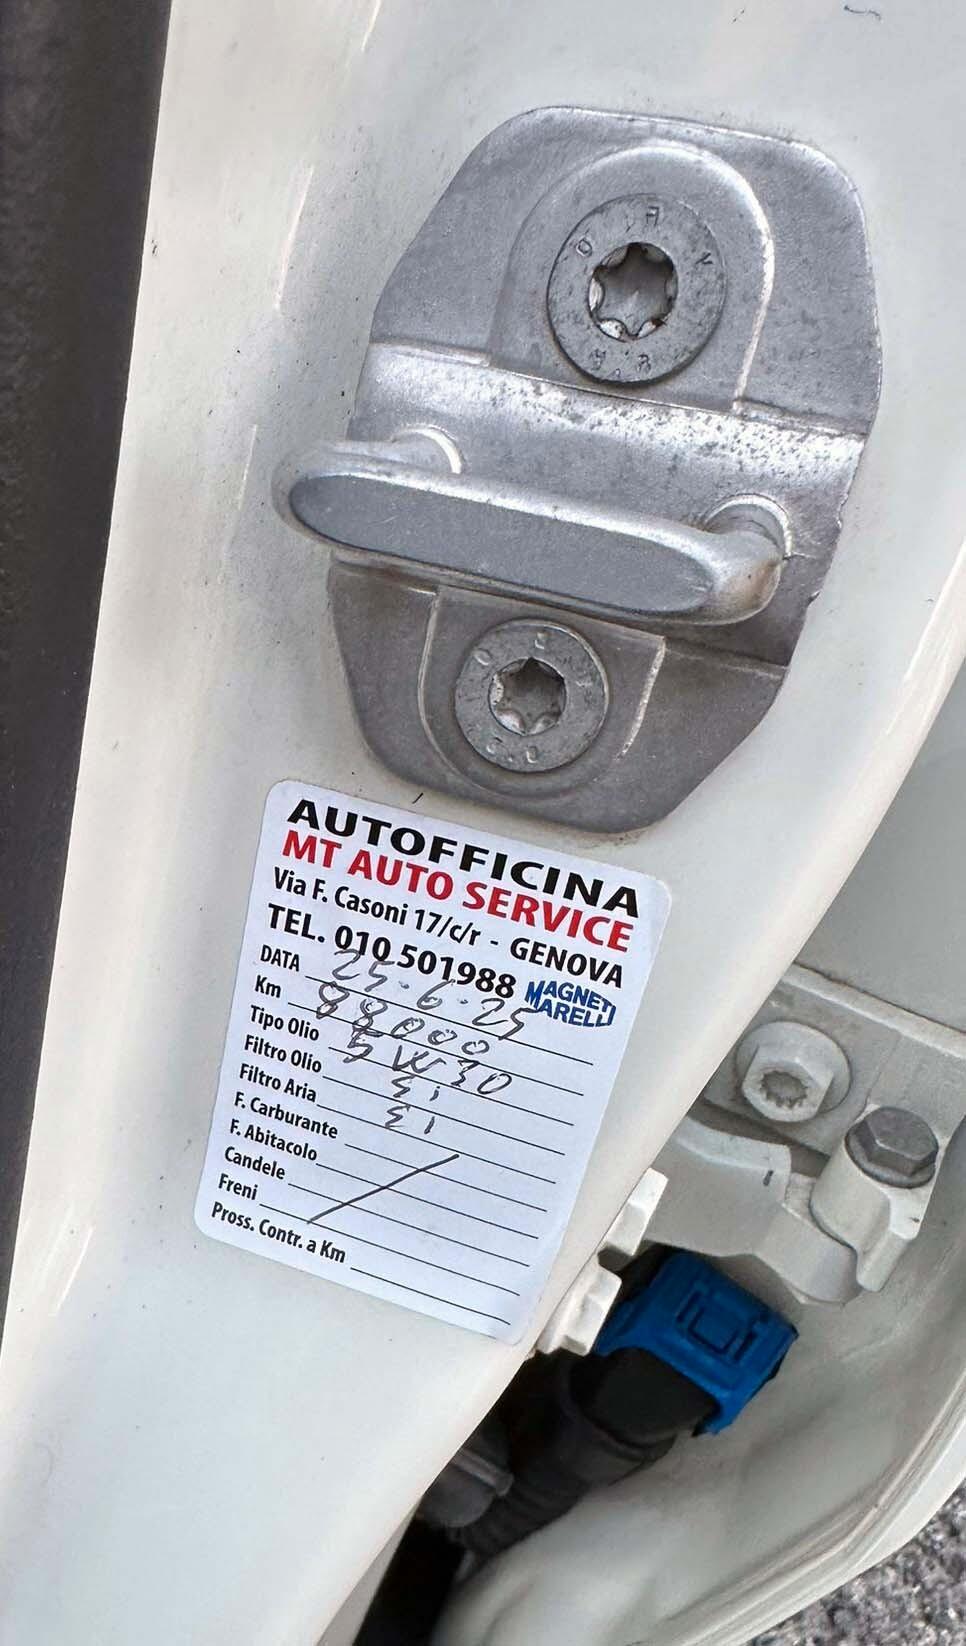 AUTOFFICINA
MT AUTO SERVICE
Via F. Casoni 17/c/r - GENOVA
TEL. 010 501988
MAGNETI MARELLI
DATA 25.6.25
Km 88000
Tipo Olio 5W30
Filtro Olio Si
Filtro Aria Si
F. Carburante
F. Abitacolo
Candele
Freni
Pross. Contr. a Km